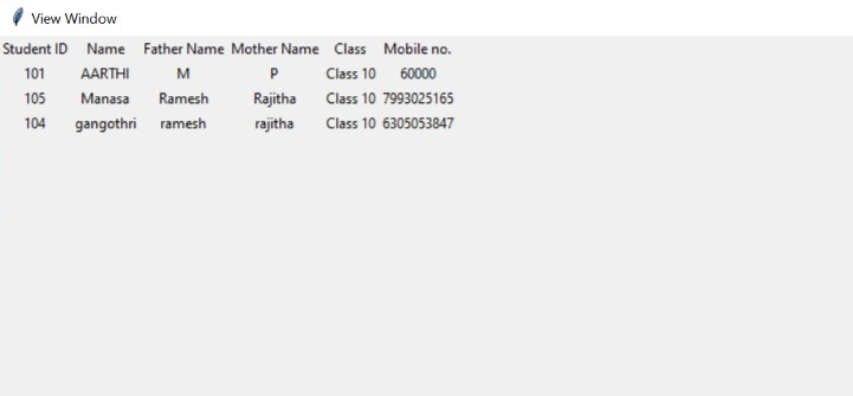 View Window
Student ID Name Father Name Mother Name Class Mobile no.
101 AARTHI M P Class 10 60000
105 Manasa Ramesh Rajitha Class 10 7993025165
104 gangothri ramesh rajitha Class 10 6305053847